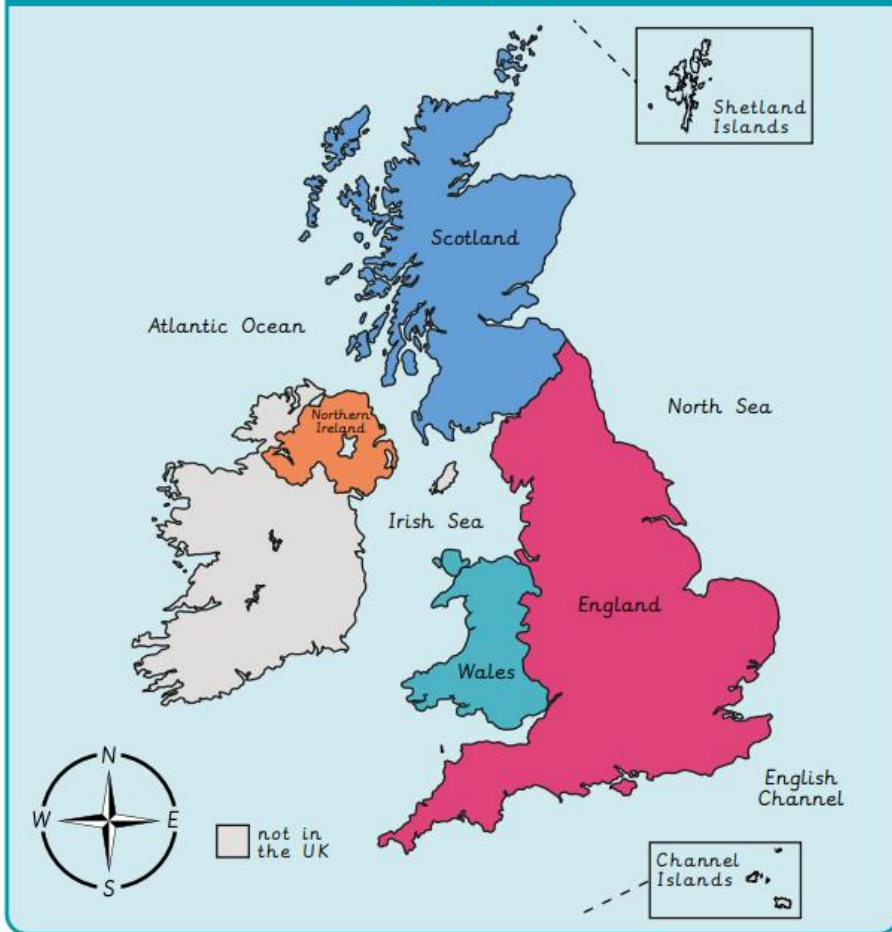 Shetland
Islands
Scotland
Atlantic Ocean
Northern
Ireland
North Sea
Irish Sea
England
Wales
N
W
E
S
not in
the UK
English
Channel
Channel
Islands